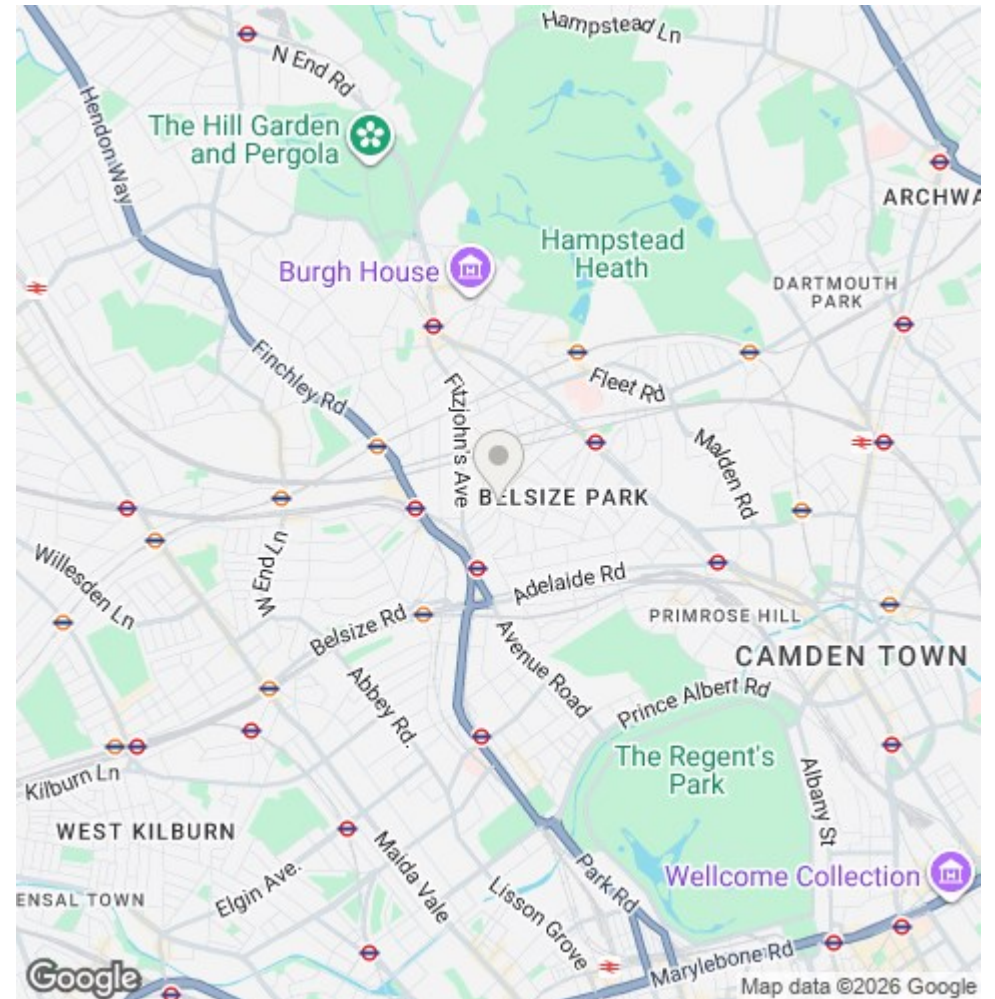 Hampstead Ln
N End Rd
Hendon Way
The Hill Garden
and Pergola
ARCHWA
Hampstead
Heath
Burgh House
DARTMOUTH
PARK
Finchley Rd
Fitzjohn's Ave
Fleet Rd
Malden Rd
BELSIZE PARK
Willesden Ln
W End Ln
Adelaide Rd
Belsize Rd
PRIMROSE HILL
Avenue Road
CAMDEN TOWN
Abbey Rd.
Prince Albert Rd
The Regent's
Park
Kilburn Ln
Albany St
WEST KILBURN
Maida Vale
Park Rd
Wellcome Collection
Elgin Ave.
Lisson Grove
ENSAL TOWN
Marylebone Rd
Google
Map data ©2026 Google